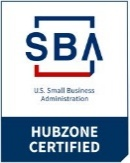 SBA
U.S. Small Business
Administration
HUBZONE
CERTIFIED